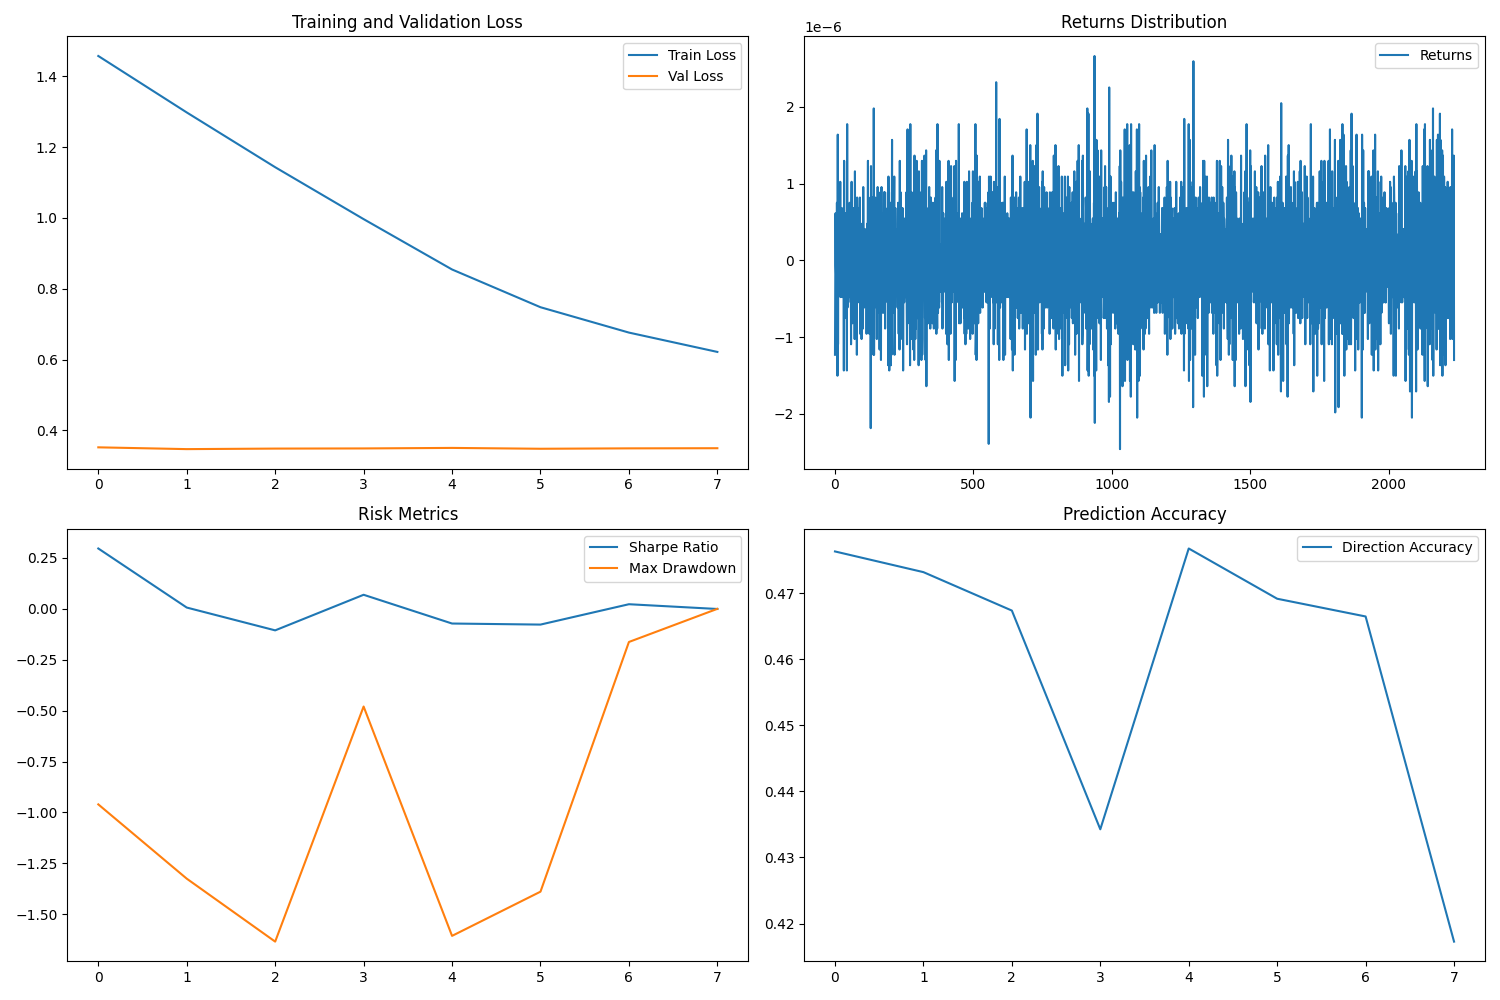 Training and Validation Loss
Train Loss
Val Loss
1.4
1.2
1.0
0.8
0.6
0.4
0 1 2 3 4 5 6 7
Returns Distribution
1e−6
Returns
2
1
0
−1
−2
0 500 1000 1500 2000
Risk Metrics
Sharpe Ratio
Max Drawdown
0.25
0.00
−0.25
−0.50
−0.75
−1.00
−1.25
−1.50
0 1 2 3 4 5 6 7
Prediction Accuracy
Direction Accuracy
0.47
0.46
0.45
0.44
0.43
0.42
0 1 2 3 4 5 6 7